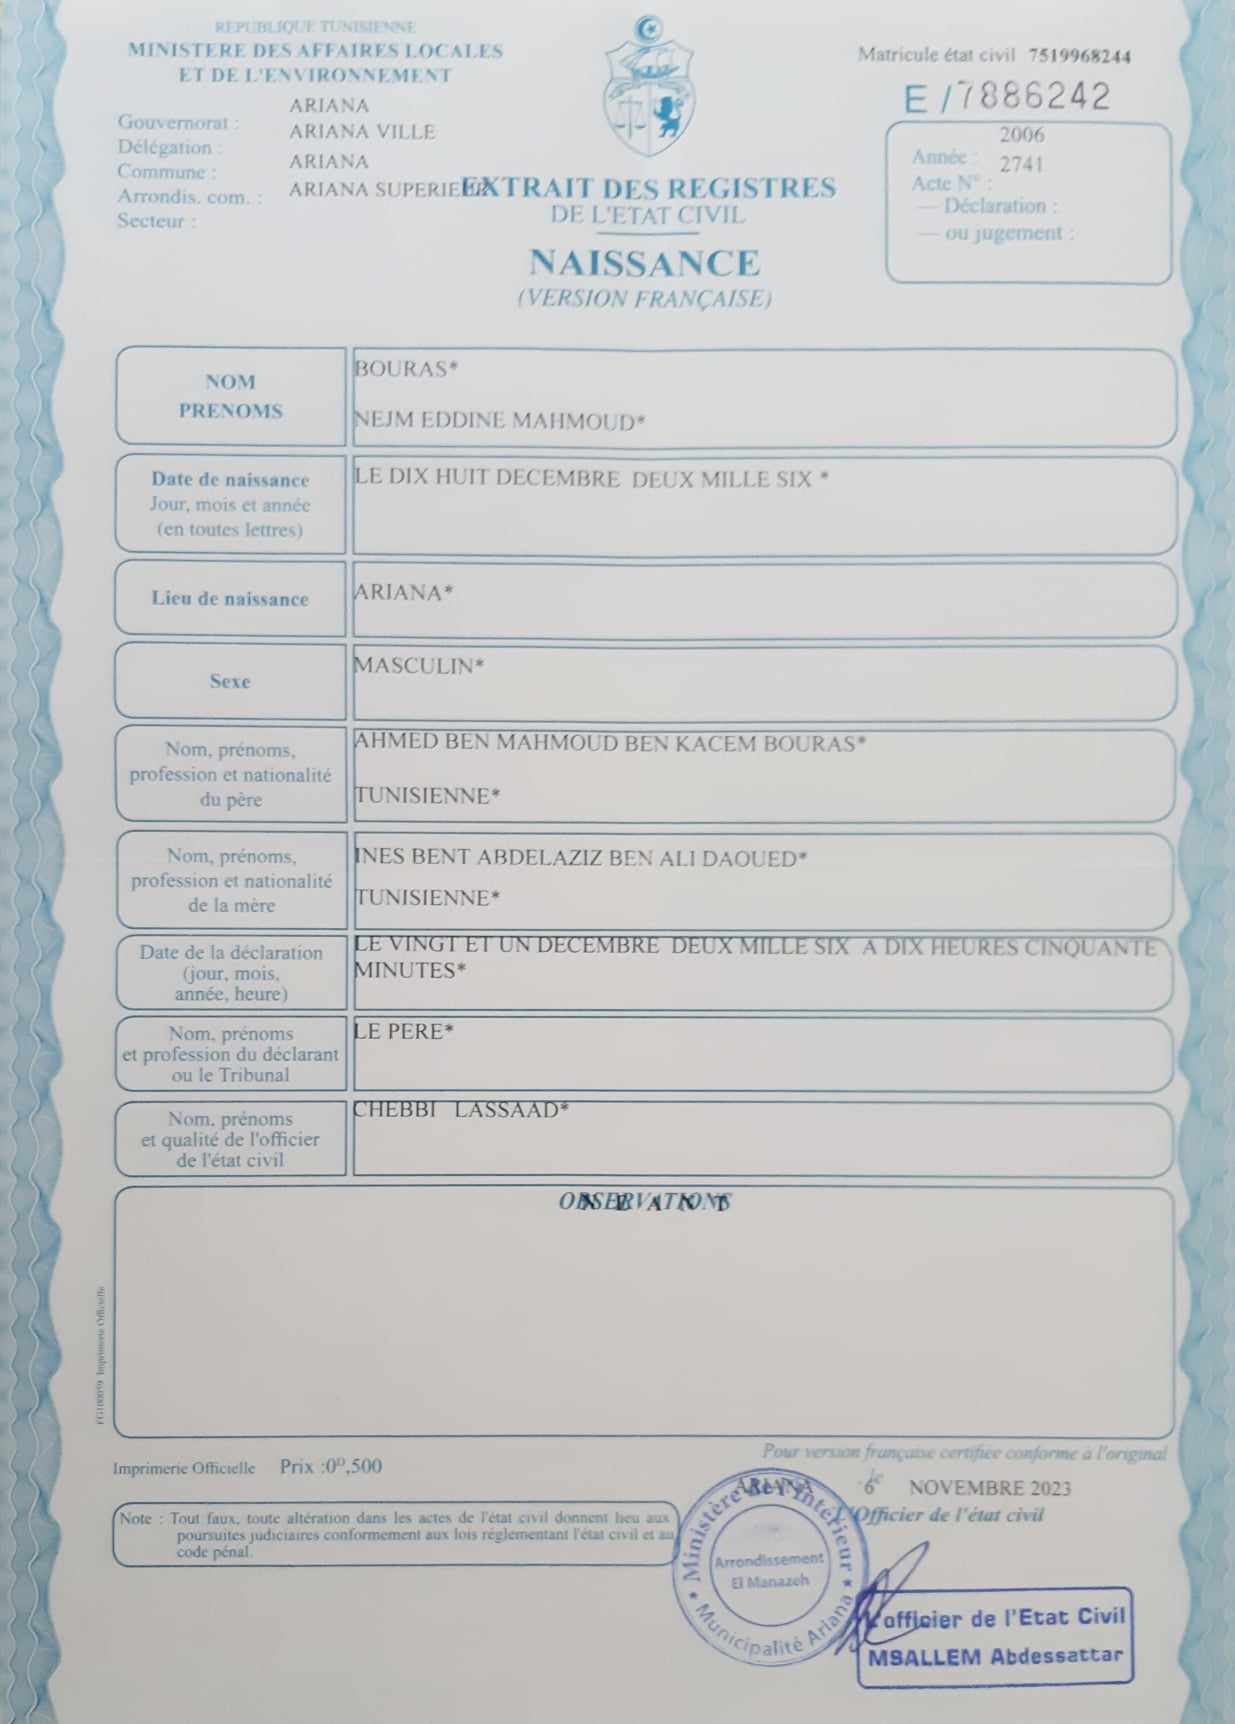 REPUBLIQUE TUNISIENNE
MINISTERE DES AFFAIRES LOCALES
ET DE L'ENVIRONNEMENT
Gouvernorat : ARIANA
Délégation : ARIANA VILLE
Commune : ARIANA
Arrondis. com. : ARIANA SUPERIEUR
Secteur :
Matricule état civil 7519968244
E / 7886242
Année : 2006
Acte N° : 2741
— Déclaration :
— ou jugement :
EXTRAIT DES REGISTRES
DE L'ETAT CIVIL
NAISSANCE
(VERSION FRANÇAISE)
NOM
PRENOMS
BOURAS*
NEJM EDDINE MAHMOUD*
Date de naissance
Jour, mois et année
(en toutes lettres)
LE DIX HUIT DECEMBRE DEUX MILLE SIX *
Lieu de naissance
ARIANA*
Sexe
MASCULIN*
Nom, prénoms,
profession et nationalité
du père
AHMED BEN MAHMOUD BEN KACEM BOURAS*
TUNISIENNE*
Nom, prénoms,
profession et nationalité
de la mère
INES BENT ABDELAZIZ BEN ALI DAOUED*
TUNISIENNE*
Date de la déclaration
(jour, mois,
année, heure)
LE VINGT ET UN DECEMBRE DEUX MILLE SIX A DIX HEURES CINQUANTE
MINUTES*
Nom, prénoms
et profession du déclarant
ou le Tribunal
LE PERE*
Nom, prénoms
et qualité de l'officier
de l'état civil
CHEBBI LASSAAD*
OBSERVATIONS
N E A N T
FG100039 Imprimerie Officielle
Imprimerie Officielle Prix :0ᴰ,500
Pour version française certifiée conforme à l'original
ARIANA le 6 NOVEMBRE 2023
L'Officier de l'état civil
Note : Tout faux, toute altération dans les actes de l'état civil donnent lieu aux
poursuites judiciaires conformement aux lois réglementant l'état civil et au
code pénal.
* Ministère de l'Intérieur *
Arrondissement
El Manazeh
Municipalité Ariana
L'officier de l'Etat Civil
MSALLEM Abdessattar